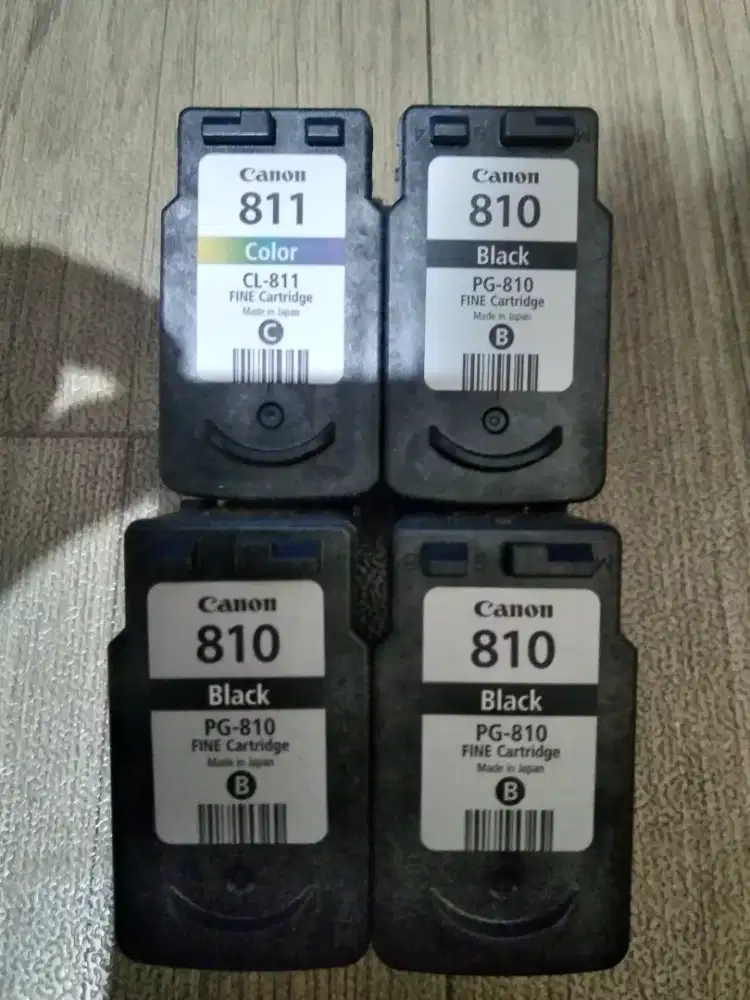 Canon
811
Color
CL-811
FINE Cartridge
Made in Japan
C
Canon
810
Black
PG-810
FINE Cartridge
Made in Japan
B
Canon
810
Black
PG-810
FINE Cartridge
Made in Japan
B
Canon
810
Black
PG-810
FINE Cartridge
Made in Japan
B